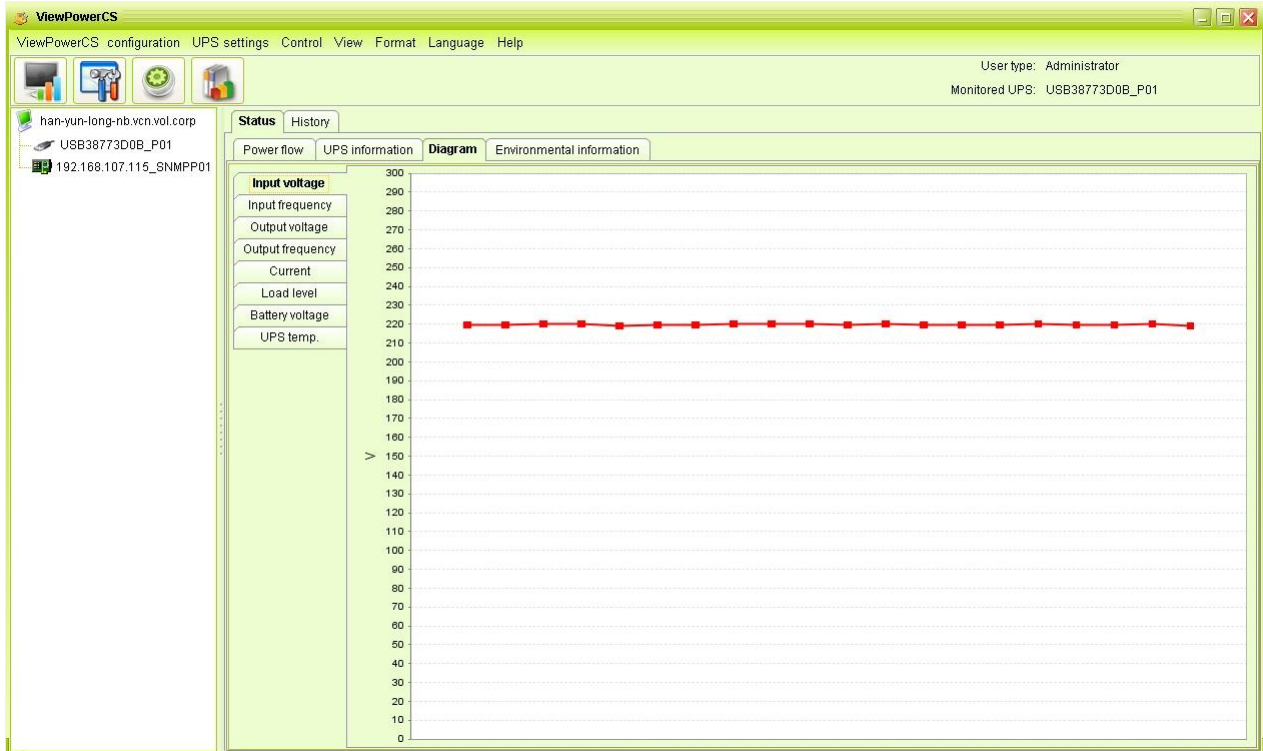 ViewPowerCS
ViewPowerCS configuration UPS settings Control View Format Language Help
User type: Administrator
Monitored UPS: USB38773D0B_P01
han-yun-long-nb.vcn.vol.corp
USB38773D0B_P01
192.168.107.115_SNMPP01
Status History
Power flow UPS information Diagram Environmental information
Input voltage
Input frequency
Output voltage
Output frequency
Current
Load level
Battery voltage
UPS temp.
V
300
290
280
270
260
250
240
230
220
210
200
190
180
170
160
150
140
130
120
110
100
90
80
70
60
50
40
30
20
10
0